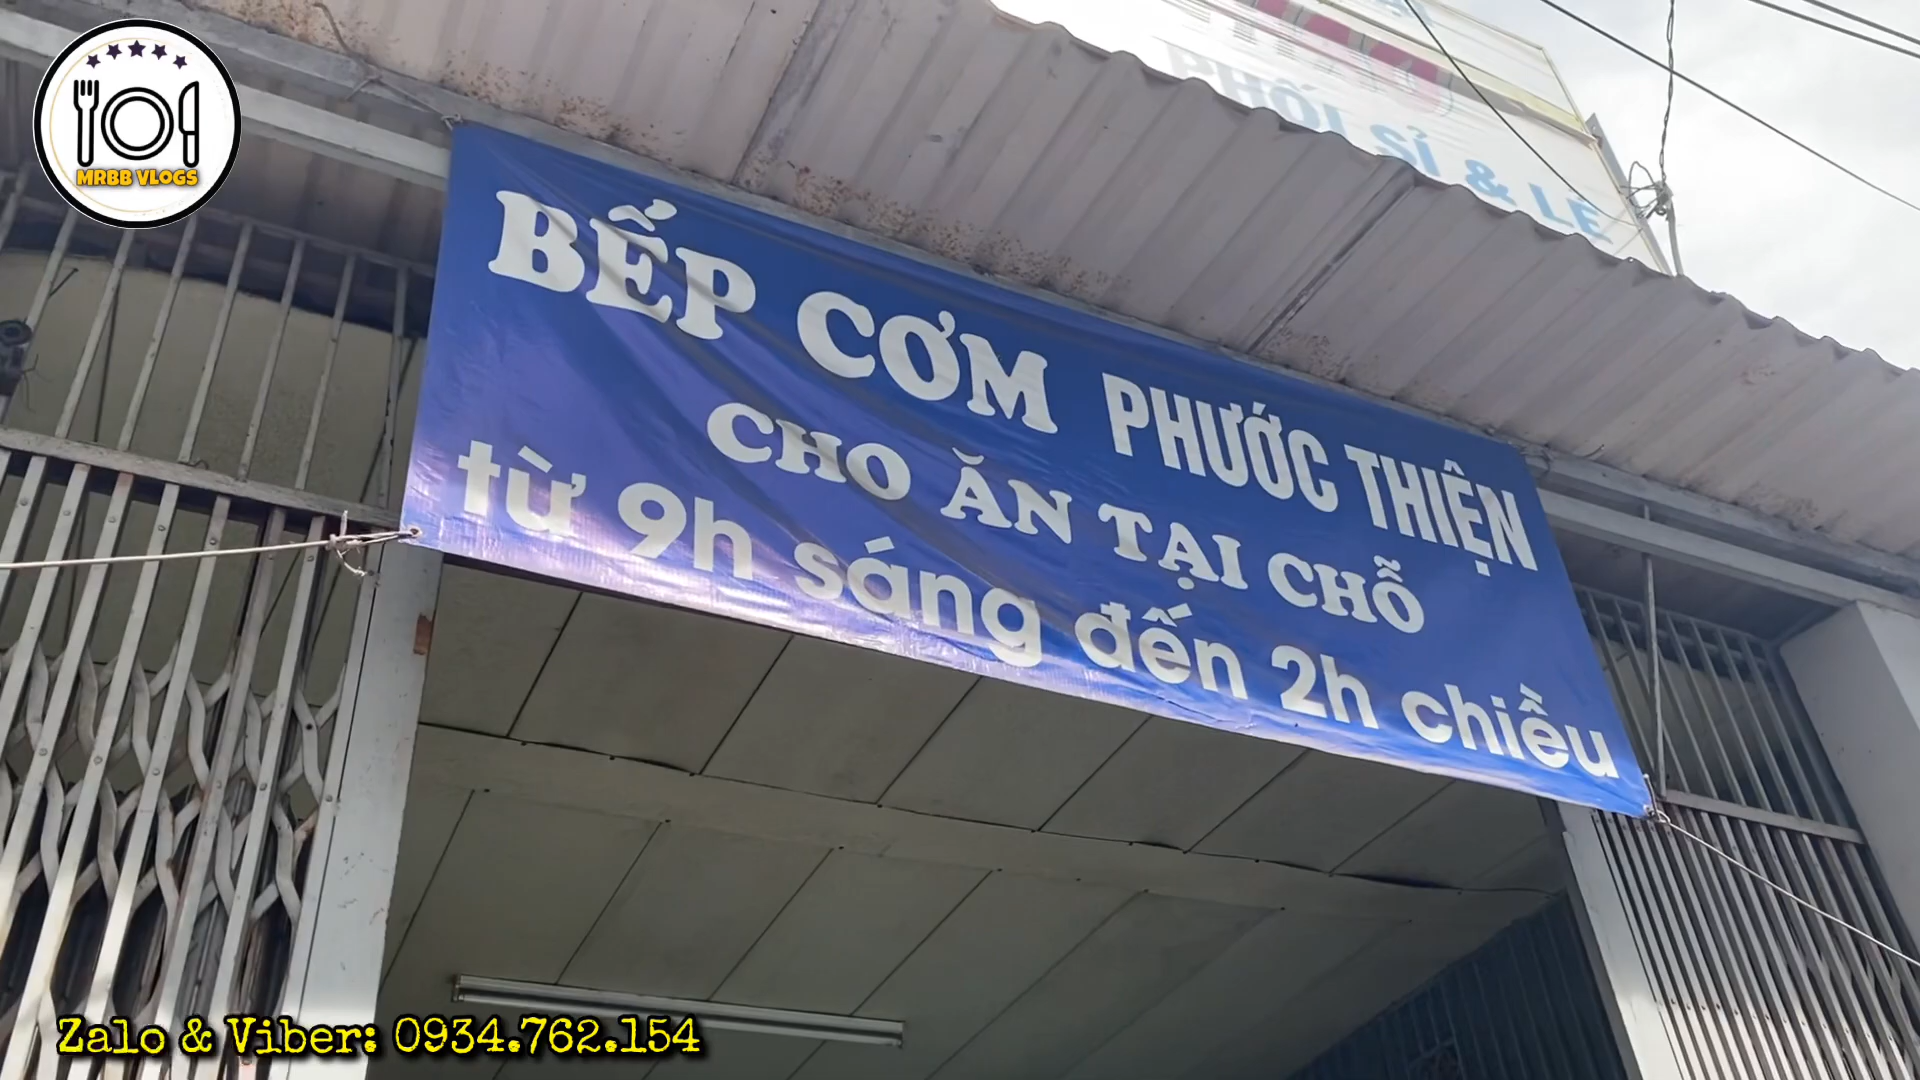 MRBB VLOGS
PHỐI SỈ & LẺ
BẾP CƠM PHƯỚC THIỆN
CHO ĂN TẠI CHỖ
từ 9h sáng đến 2h chiều
Zalo & Viber: 0934.762.154